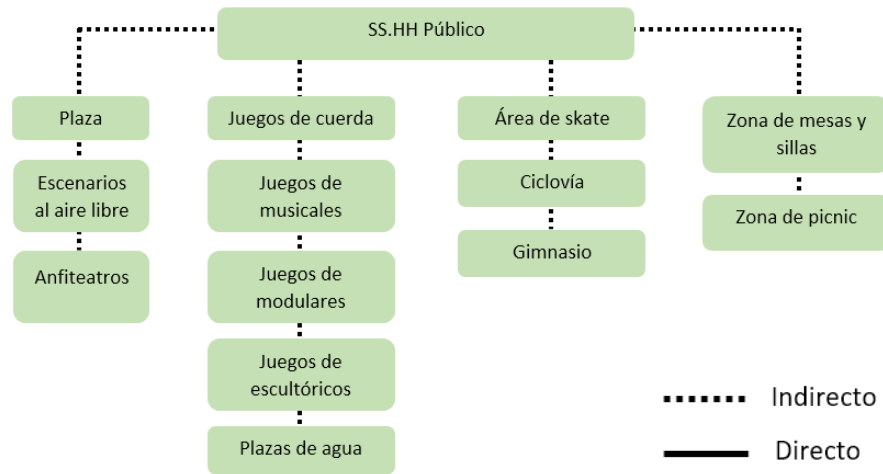 SS.HH Público
Plaza
Escenarios
al aire libre
Anfiteatros
Juegos de cuerda
Juegos de
musicales
Juegos de
modulares
Juegos de
escultóricos
Plazas de agua
Área de skate
Ciclovía
Gimnasio
Zona de mesas y
sillas
Zona de picnic
Indirecto
Directo